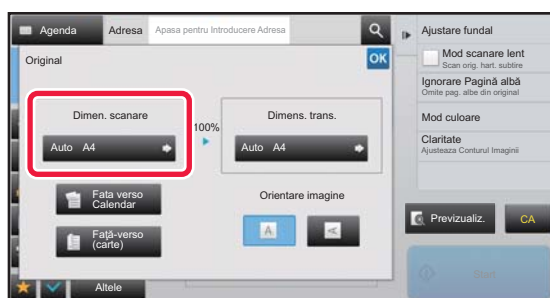 Agenda
Adresa
Apasa pentru Introducere Adresa
Original
OK
Dimen. scanare
Auto A4
100%
Dimens. trans.
Auto A4
Fata verso
Calendar
Faţă-verso
(carte)
Orientare imagine
A
A
Altele
Ajustare fundal
Mod scanare lent
Scan orig. hart. subtire
Ignorare Pagină albă
Omite pag. albe din original
Mod culoare
Claritate
Ajusteaza Conturul Imaginii
Previzualiz.
CA
Start